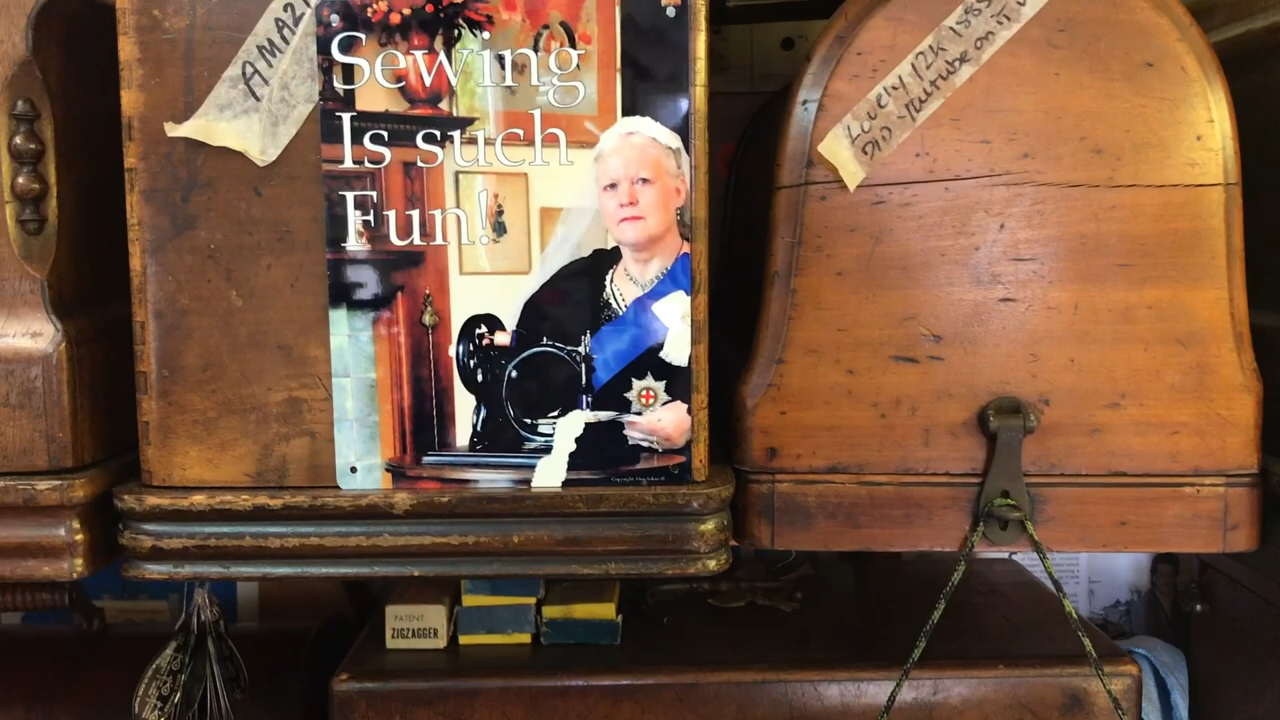 AMAZI
Sewing
Is such
Fun!
Lovely 12K 1885
DID YouTube on it
PATENT
ZIGZAGGER